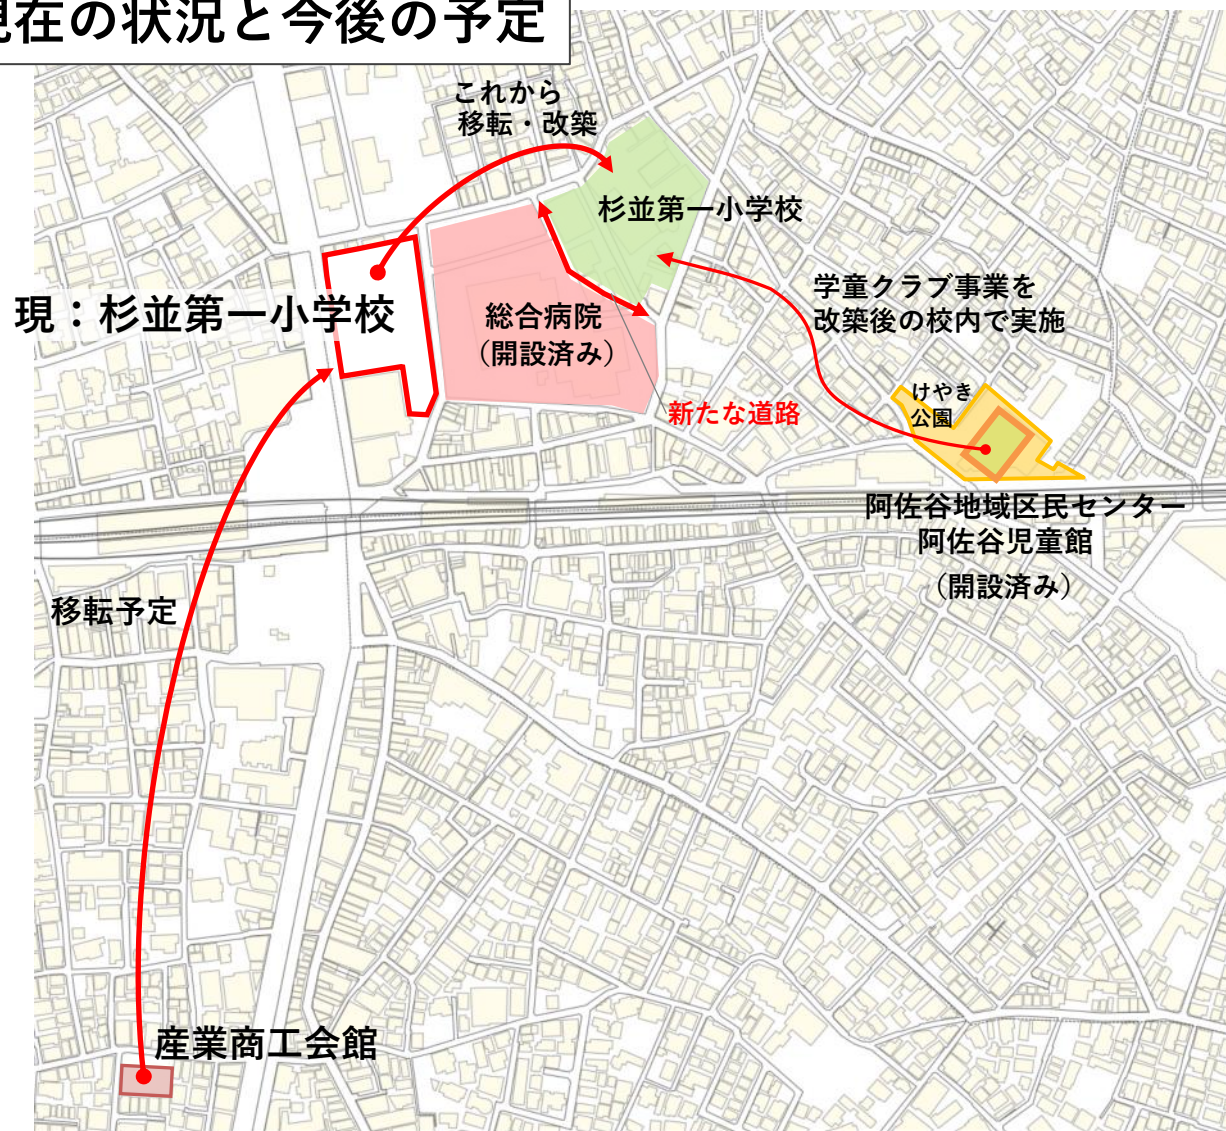 現在の状況と今後の予定
これから
移転・改築
杉並第一小学校
現：杉並第一小学校
総合病院
（開設済み）
学童クラブ事業を
改築後の校内で実施
けやき
公園
新たな道路
阿佐谷地域区民センター
阿佐谷児童館
（開設済み）
移転予定
産業商工会館